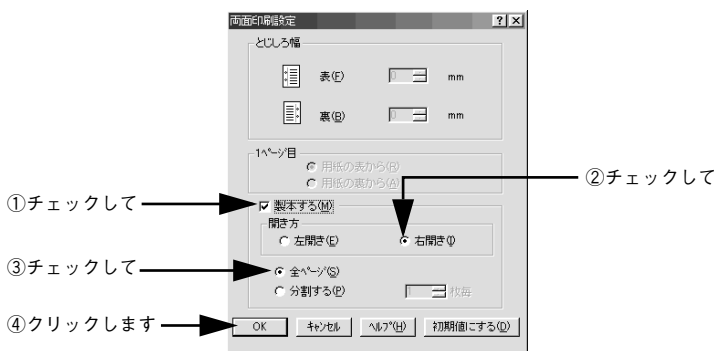 両面印刷設定
とじしろ幅
表(F) 0 mm
裏(B) 0 mm
1ページ目
用紙の表から(R)
用紙の裏から(A)
②チェックして
①チェックして
製本する(M)
開き方
左開き(E) 右開き(I)
③チェックして
全ページ(S)
分割する(P) 1 枚毎
④クリックします
OK キャンセル ヘルプ(H) 初期値にする(D)